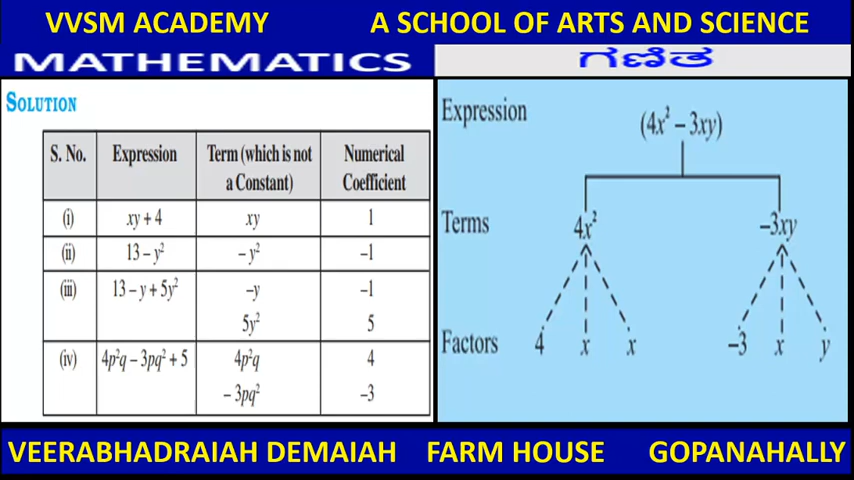 VVSM ACADEMY A SCHOOL OF ARTS AND SCIENCE
MATHEMATICS ಗಣಿತ
SOLUTION
S. No. Expression Term (which is not a Constant) Numerical Coefficient
(i) xy + 4 xy 1
(ii) 13 – y² – y² –1
(iii) 13 – y + 5y² –y –1
5y² 5
(iv) 4p²q – 3pq² + 5 4p²q 4
– 3pq² –3
Expression (4x² – 3xy)
Terms 4x² –3xy
Factors 4 x x –3 x y
VEERABHADRAIAH DEMAIAH FARM HOUSE GOPANAHALLY